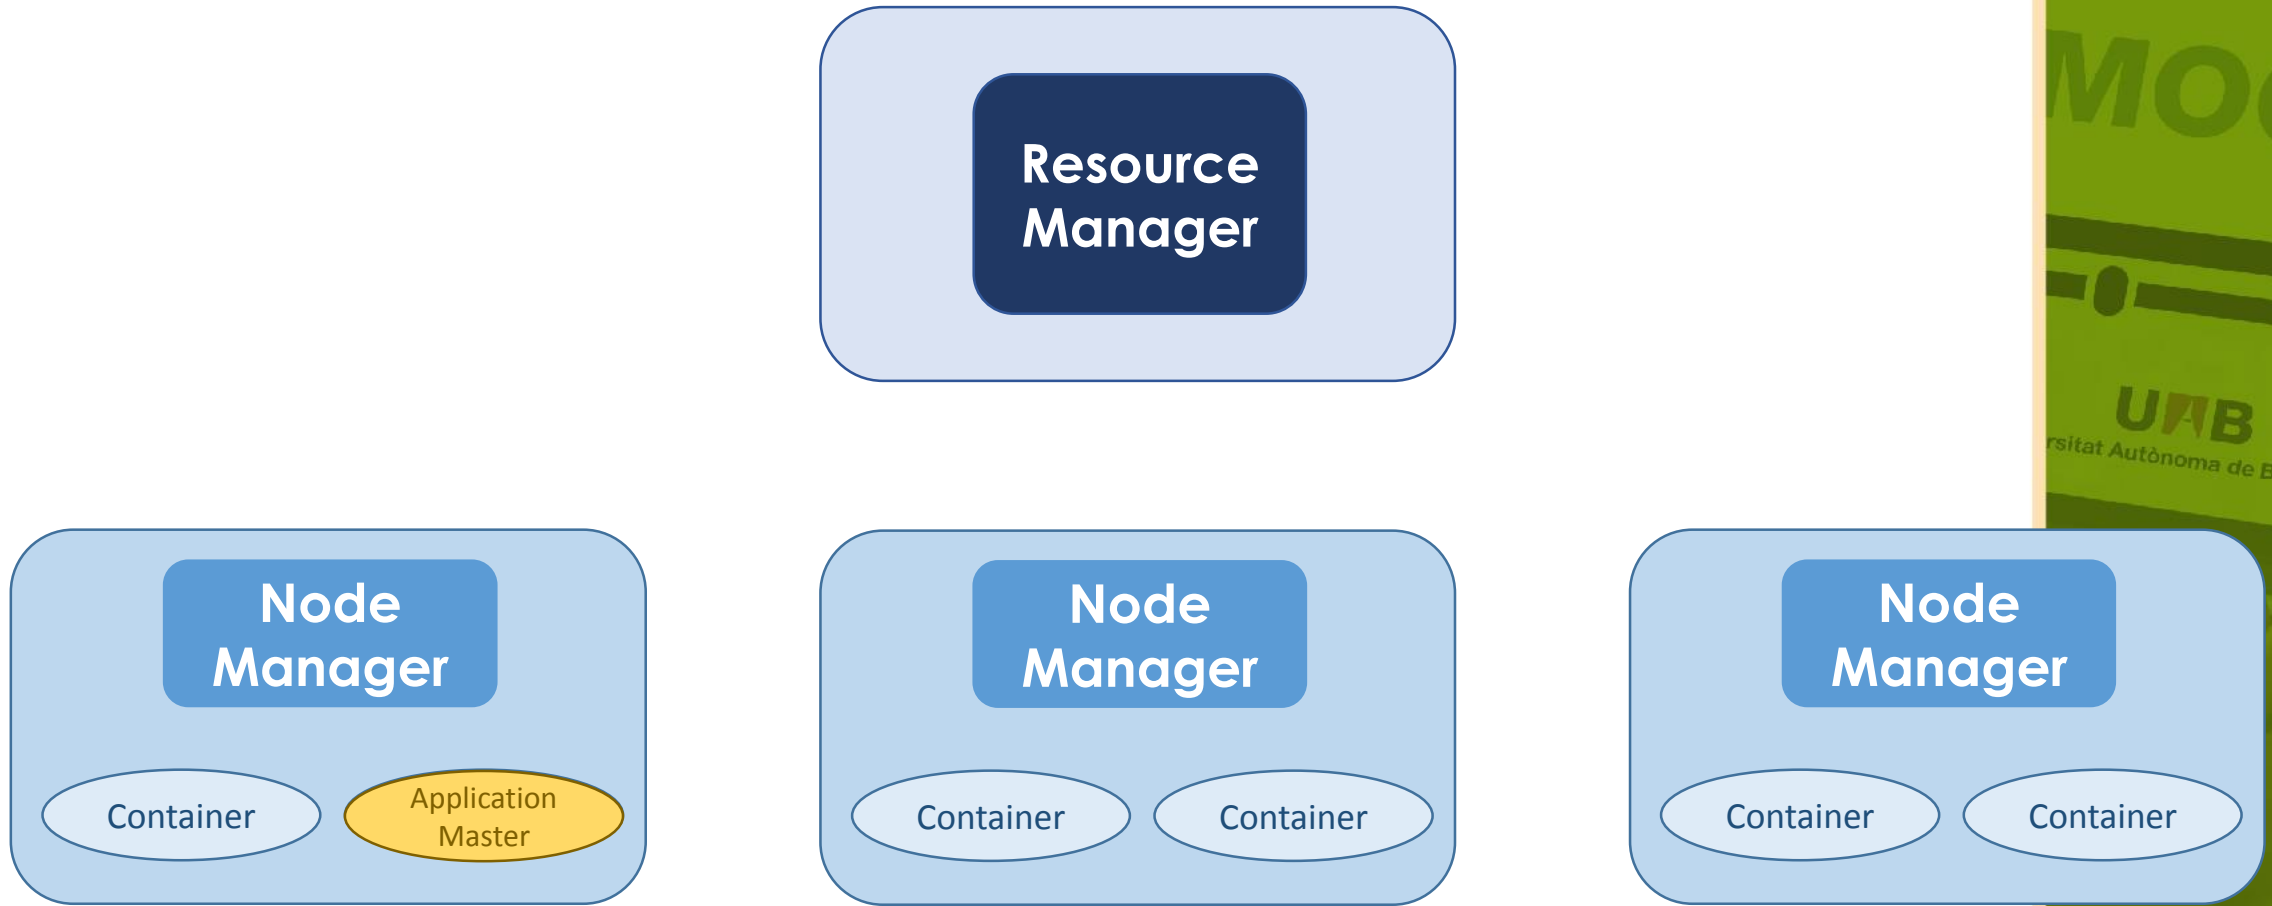 Resource
Manager
MOO
UAB
rsitat Autònoma de B
Node
Manager
Container
Application
Master
Node
Manager
Container
Container
Node
Manager
Container
Container